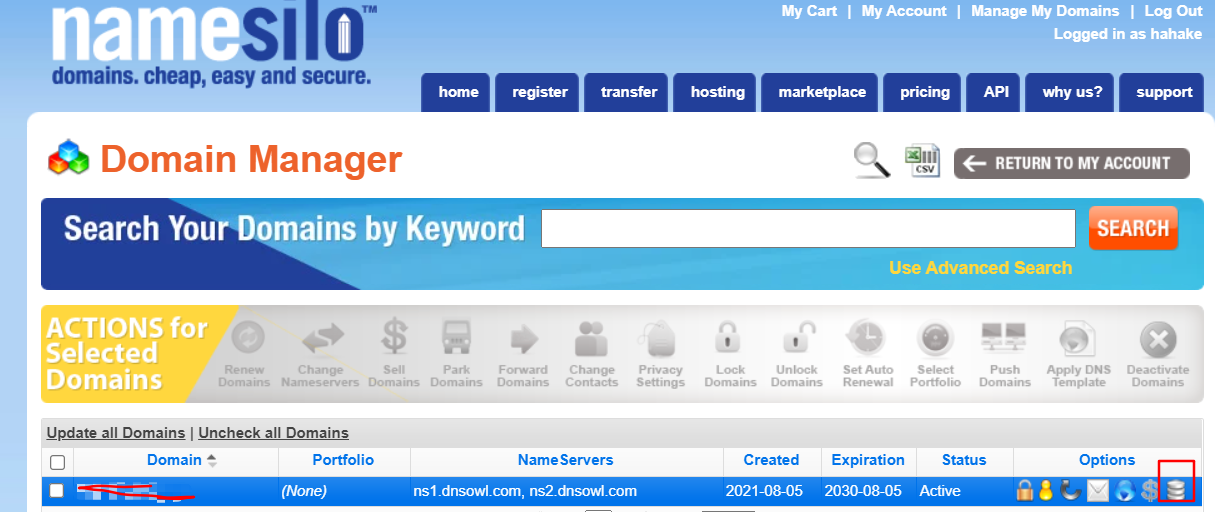 namesilo™
domains. cheap, easy and secure.
My Cart | My Account | Manage My Domains | Log Out
Logged in as hahake
home register transfer hosting marketplace pricing API why us? support
Domain Manager
CSV
RETURN TO MY ACCOUNT
Search Your Domains by Keyword
SEARCH
Use Advanced Search
ACTIONS for
Selected
Domains
Renew
Domains
Change
Nameservers
Sell
Domains
Park
Domains
Forward
Domains
Change
Contacts
Privacy
Settings
Lock
Domains
Unlock
Domains
Set Auto
Renewal
Select
Portfolio
Push
Domains
Apply DNS
Template
Deactivate
Domains
Update all Domains | Uncheck all Domains
Domain Portfolio NameServers Created Expiration Status Options
(None) ns1.dnsowl.com, ns2.dnsowl.com 2021-08-05 2030-08-05 Active